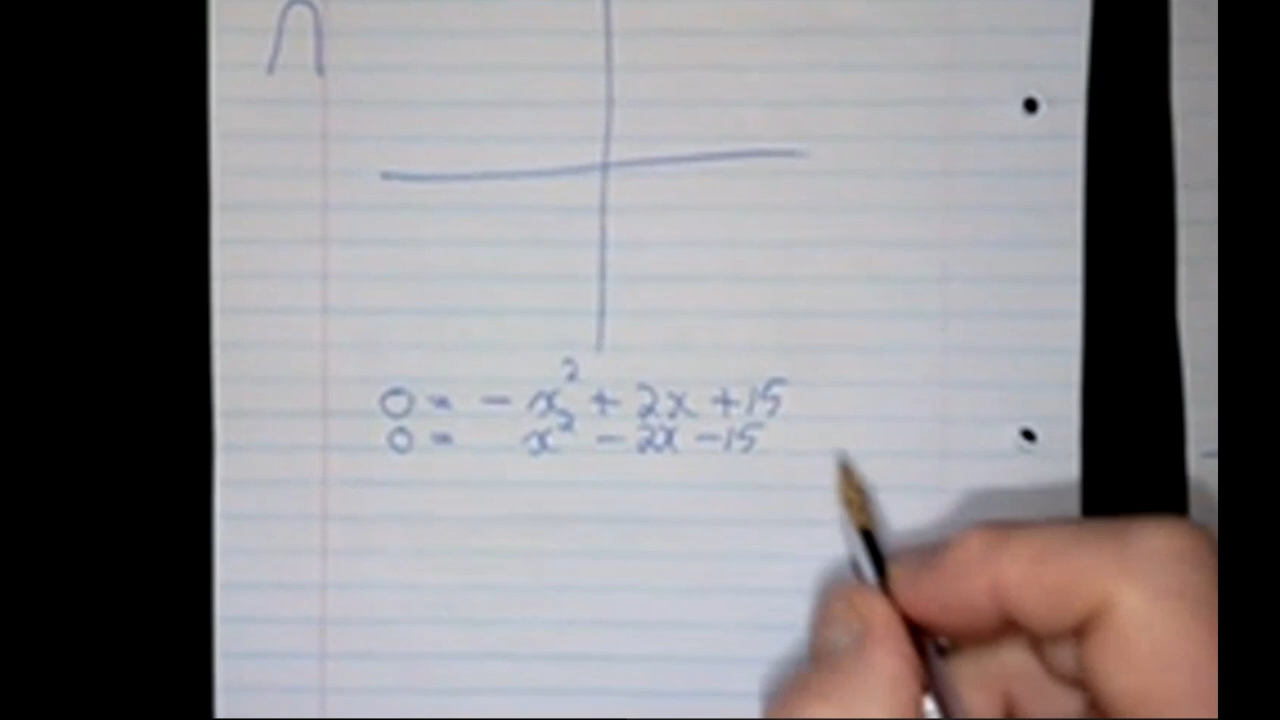 0 = - x² + 2x + 15
0 = x² - 2x - 15